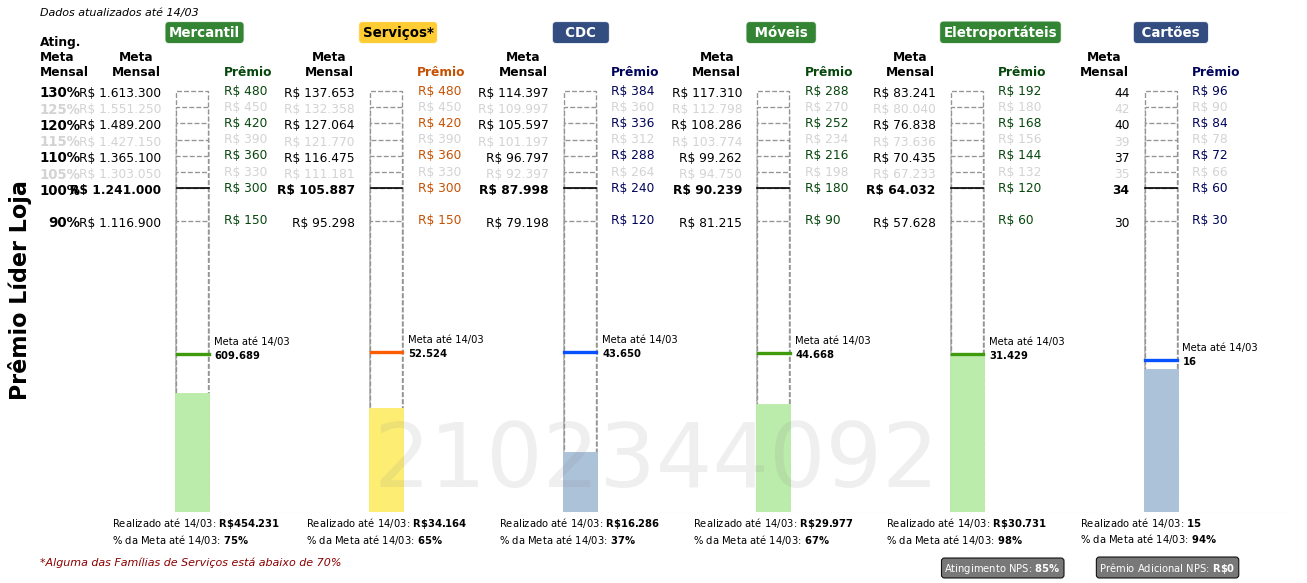 Dados atualizados até 14/03
Mercantil Serviços* CDC Móveis Eletroportáteis Cartões
Ating. Meta Mensal Meta Mensal Prêmio Meta Mensal Prêmio Meta Mensal Prêmio Meta Mensal Prêmio Meta Mensal Prêmio Meta Mensal Prêmio
130% R$ 1.613.300 R$ 480 R$ 137.653 R$ 480 R$ 114.397 R$ 384 R$ 117.310 R$ 288 R$ 83.241 R$ 192 44 R$ 96
125% R$ 1.551.250 R$ 450 R$ 132.358 R$ 450 R$ 109.997 R$ 360 R$ 112.798 R$ 270 R$ 80.040 R$ 180 42 R$ 90
120% R$ 1.489.200 R$ 420 R$ 127.064 R$ 420 R$ 105.597 R$ 336 R$ 108.286 R$ 252 R$ 76.838 R$ 168 40 R$ 84
115% R$ 1.427.150 R$ 390 R$ 121.770 R$ 390 R$ 101.197 R$ 312 R$ 103.774 R$ 234 R$ 73.636 R$ 156 39 R$ 78
110% R$ 1.365.100 R$ 360 R$ 116.475 R$ 360 R$ 96.797 R$ 288 R$ 99.262 R$ 216 R$ 70.435 R$ 144 37 R$ 72
105% R$ 1.303.050 R$ 330 R$ 111.181 R$ 330 R$ 92.397 R$ 264 R$ 94.750 R$ 198 R$ 67.233 R$ 132 35 R$ 66
100% R$ 1.241.000 R$ 300 R$ 105.887 R$ 300 R$ 87.998 R$ 240 R$ 90.239 R$ 180 R$ 64.032 R$ 120 34 R$ 60
90% R$ 1.116.900 R$ 150 R$ 95.298 R$ 150 R$ 79.198 R$ 120 R$ 81.215 R$ 90 R$ 57.628 R$ 60 30 R$ 30
Prêmio Líder Loja
Meta até 14/03 Meta até 14/03 Meta até 14/03 Meta até 14/03 Meta até 14/03 Meta até 14/03
609.689 52.524 43.650 44.668 31.429 16
2102344092
Realizado até 14/03: R$454.231 Realizado até 14/03: R$34.164 Realizado até 14/03: R$16.286 Realizado até 14/03: R$29.977 Realizado até 14/03: R$30.731 Realizado até 14/03: 15
% da Meta até 14/03: 75% % da Meta até 14/03: 65% % da Meta até 14/03: 37% % da Meta até 14/03: 67% % da Meta até 14/03: 98% % da Meta até 14/03: 94%
*Alguma das Famílias de Serviços está abaixo de 70%
Atingimento NPS: 85% Prêmio Adicional NPS: R$0